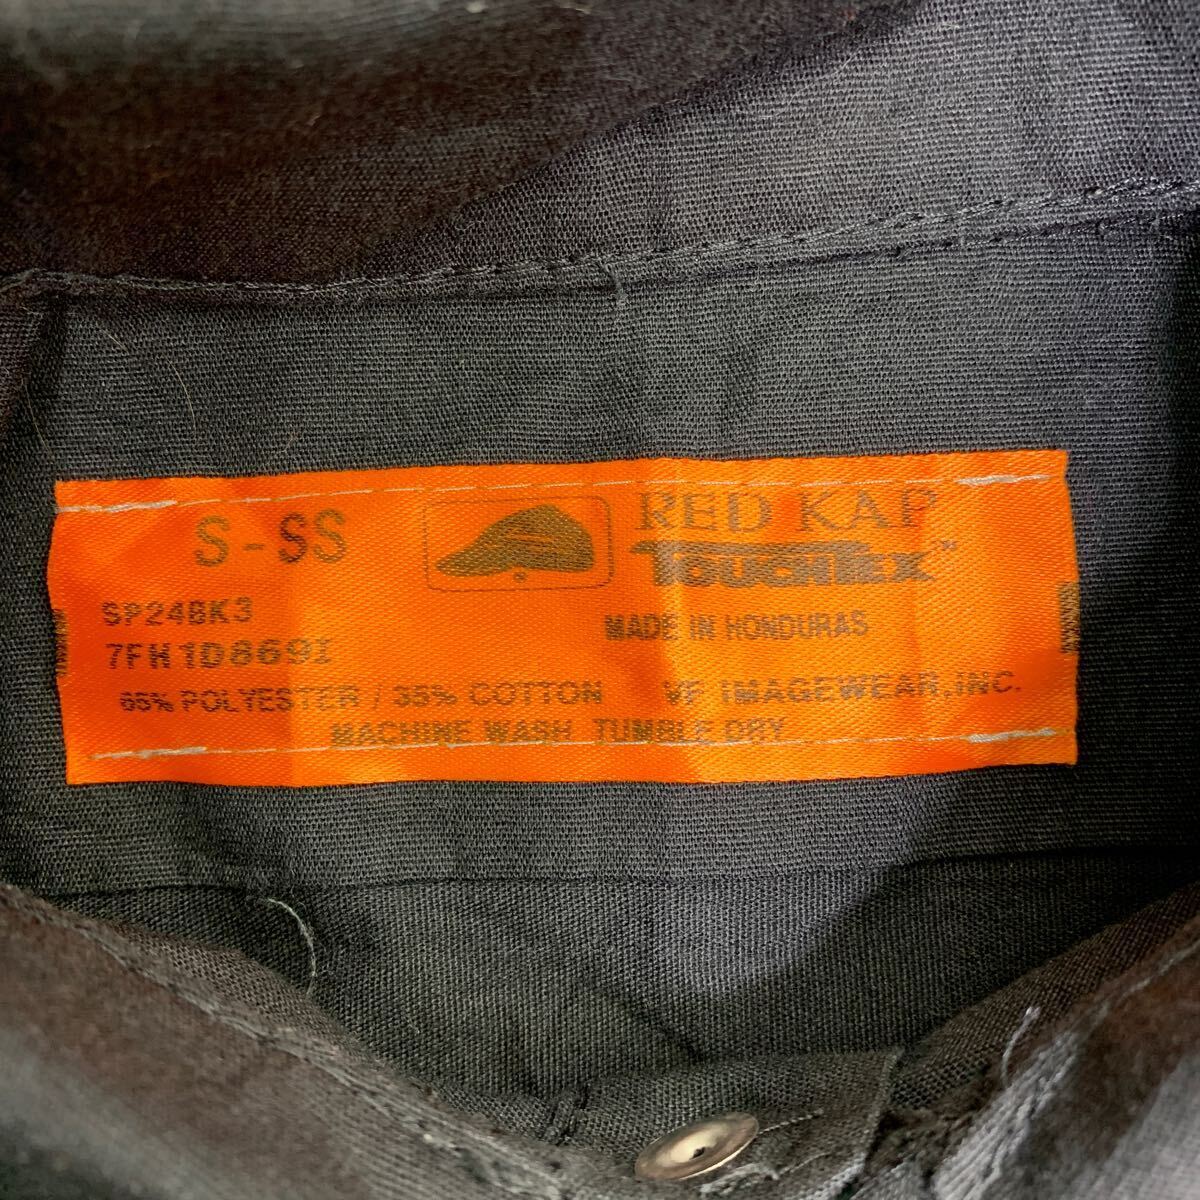 S-SS
RED KAP
TOUCHTEX™
SP24BK3
MADE IN HONDURAS
7FH1D869I
65% POLYESTER / 35% COTTON VF IMAGEWEAR, INC.
MACHINE WASH TUMBLE DRY